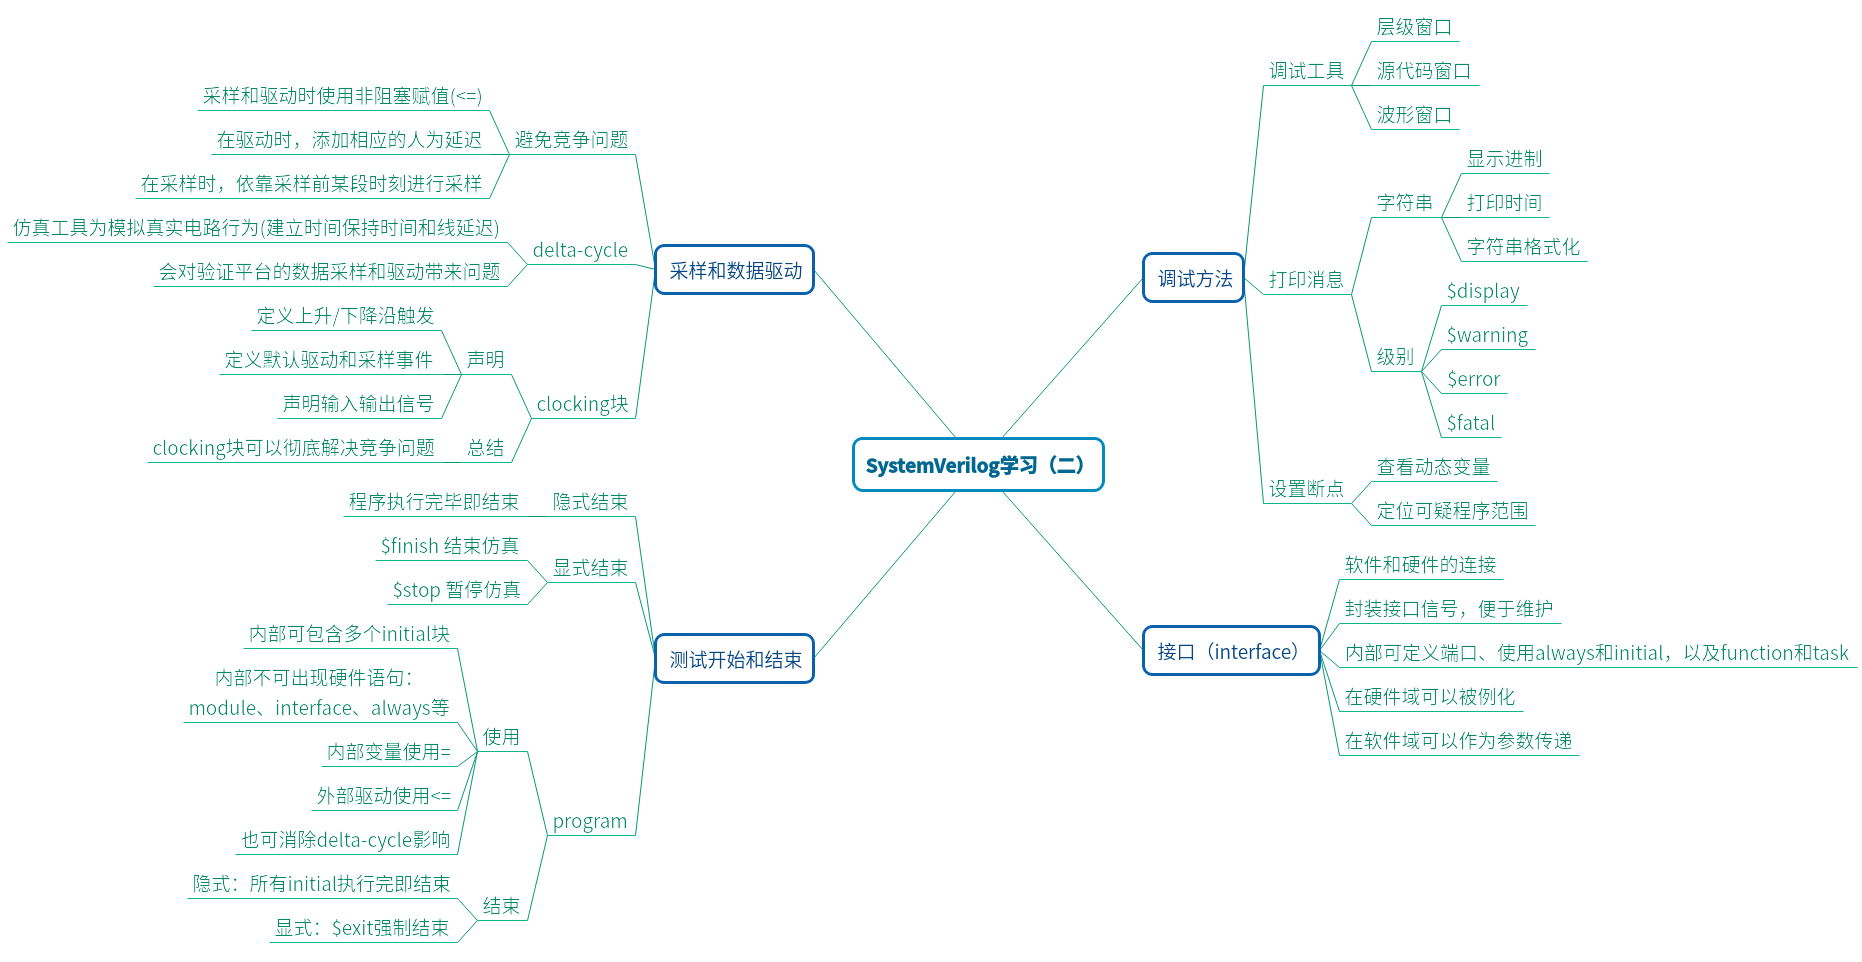 SystemVerilog学习（二）
调试方法
调试工具
层级窗口
源代码窗口
波形窗口
打印消息
字符串
显示进制
打印时间
字符串格式化
级别
$display
$warning
$error
$fatal
设置断点
查看动态变量
定位可疑程序范围
接口（interface）
软件和硬件的连接
封装接口信号，便于维护
内部可定义端口、使用always和initial，以及function和task
在硬件域可以被例化
在软件域可以作为参数传递
采样和数据驱动
避免竞争问题
采样和驱动时使用非阻塞赋值(<=)
在驱动时，添加相应的人为延迟
在采样时，依靠采样前某段时刻进行采样
delta-cycle
仿真工具为模拟真实电路行为(建立时间保持时间和线延迟)
会对验证平台的数据采样和驱动带来问题
clocking块
声明
定义上升/下降沿触发
定义默认驱动和采样事件
声明输入输出信号
总结
clocking块可以彻底解决竞争问题
测试开始和结束
隐式结束
程序执行完毕即结束
显式结束
$finish 结束仿真
$stop 暂停仿真
program
使用
内部可包含多个initial块
内部不可出现硬件语句：
module、interface、always等
内部变量使用=
外部驱动使用<=
也可消除delta-cycle影响
结束
隐式：所有initial执行完即结束
显式：$exit强制结束